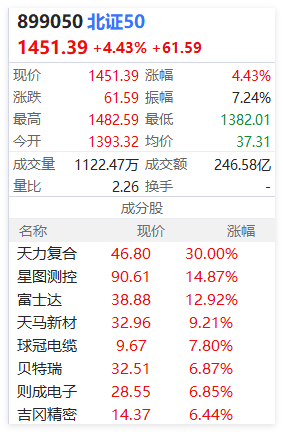 899050 北证50
1451.39 +4.43% +61.59
现价 1451.39 涨幅 4.43%
涨跌 61.59 振幅 7.24%
最高 1482.59 最低 1382.01
今开 1393.32 均价 37.31
成交量 1122.47万 成交额 246.58亿
量比 2.26 换手 -
成分股
名称 现价 涨幅
天力复合 46.80 30.00%
星图测控 90.61 14.87%
富士达 38.88 12.92%
天马新材 32.96 9.21%
球冠电缆 9.67 7.80%
贝特瑞 32.51 6.87%
则成电子 28.55 6.85%
吉冈精密 14.37 6.44%